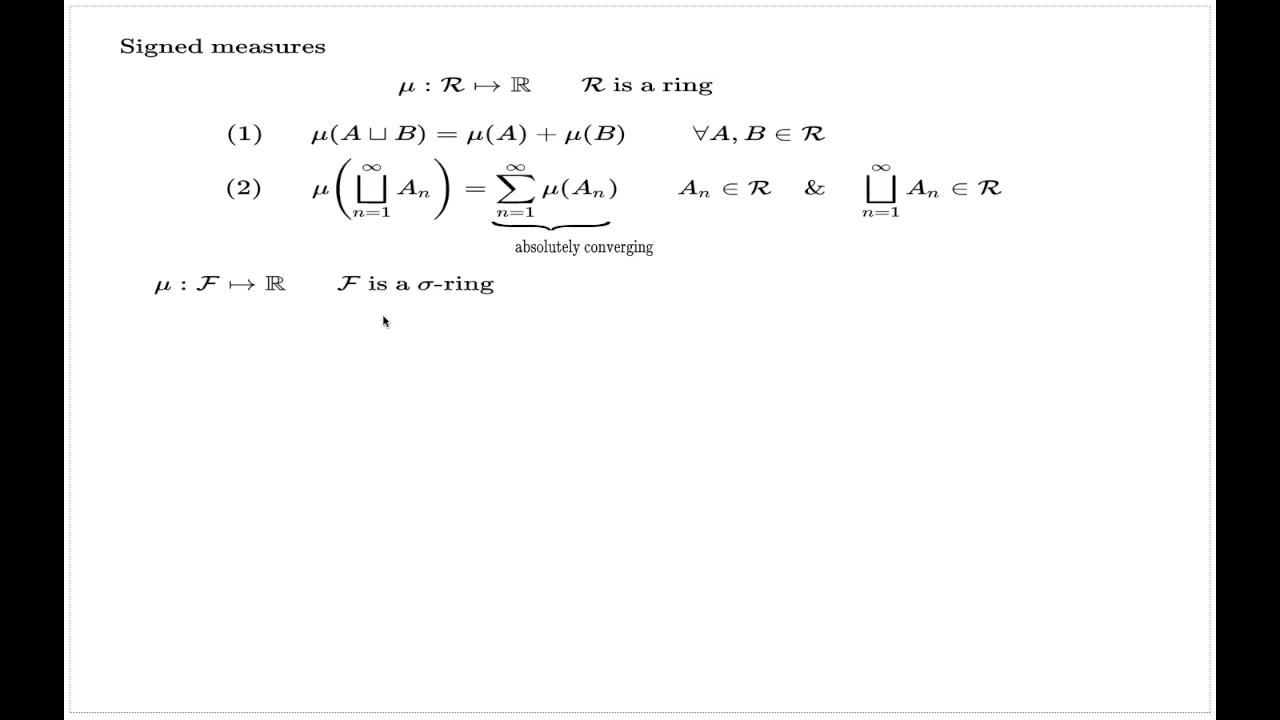 Signed measures
μ : ℛ ↦ ℝ ℛ is a ring
(1) μ(A ⊔ B) = μ(A) + μ(B) ∀A, B ∈ ℛ
(2) μ(⨆_{n=1}^{∞} A_n) = ∑_{n=1}^{∞} μ(A_n) A_n ∈ ℛ & ⨆_{n=1}^{∞} A_n ∈ ℛ
absolutely converging
μ : ℱ ↦ ℝ ℱ is a σ-ring